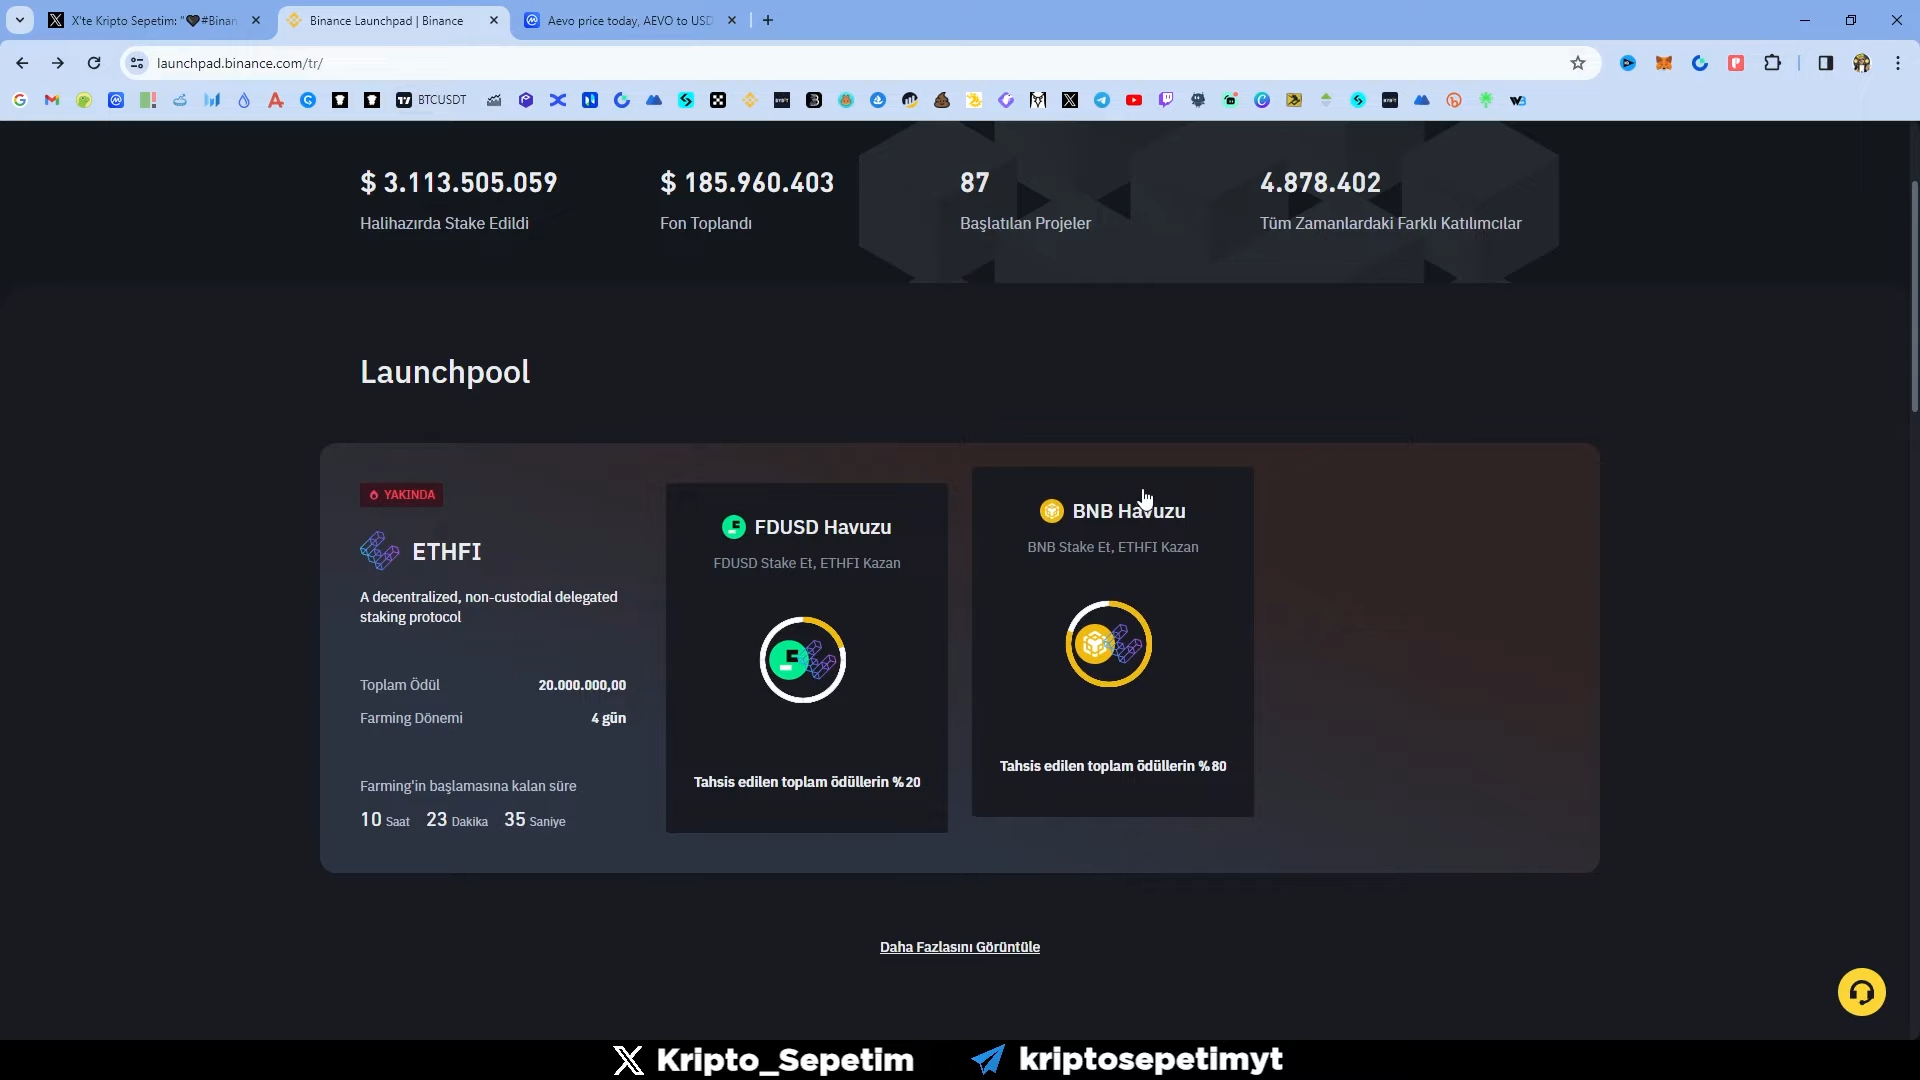 X'te Kripto Sepetim: "🖤#Binan
Binance Launchpad | Binance
Aevo price today, AEVO to USD
launchpad.binance.com/tr/
BTCUSDT
$ 3.113.505.059
Halihazırda Stake Edildi
$ 185.960.403
Fon Toplandı
87
Başlatılan Projeler
4.878.402
Tüm Zamanlardaki Farklı Katılımcılar
Launchpool
YAKINDA
ETHFI
A decentralized, non-custodial delegated
staking protocol
Toplam Ödül 20.000.000,00
Farming Dönemi 4 gün
Farming'in başlamasına kalan süre
10 Saat 23 Dakika 35 Saniye
FDUSD Havuzu
FDUSD Stake Et, ETHFI Kazan
Tahsis edilen toplam ödüllerin %20
BNB Havuzu
BNB Stake Et, ETHFI Kazan
Tahsis edilen toplam ödüllerin %80
Daha Fazlasını Görüntüle
Kripto_Sepetim
kriptosepetimyt